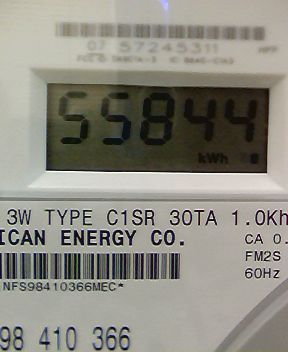 07 57245311
55844
kWh
3W TYPE C1SR 30TA 1.0Kh
ICAN ENERGY CO.
CA 0.
FM2S
60Hz
NFS98410366MEC*
98 410 366